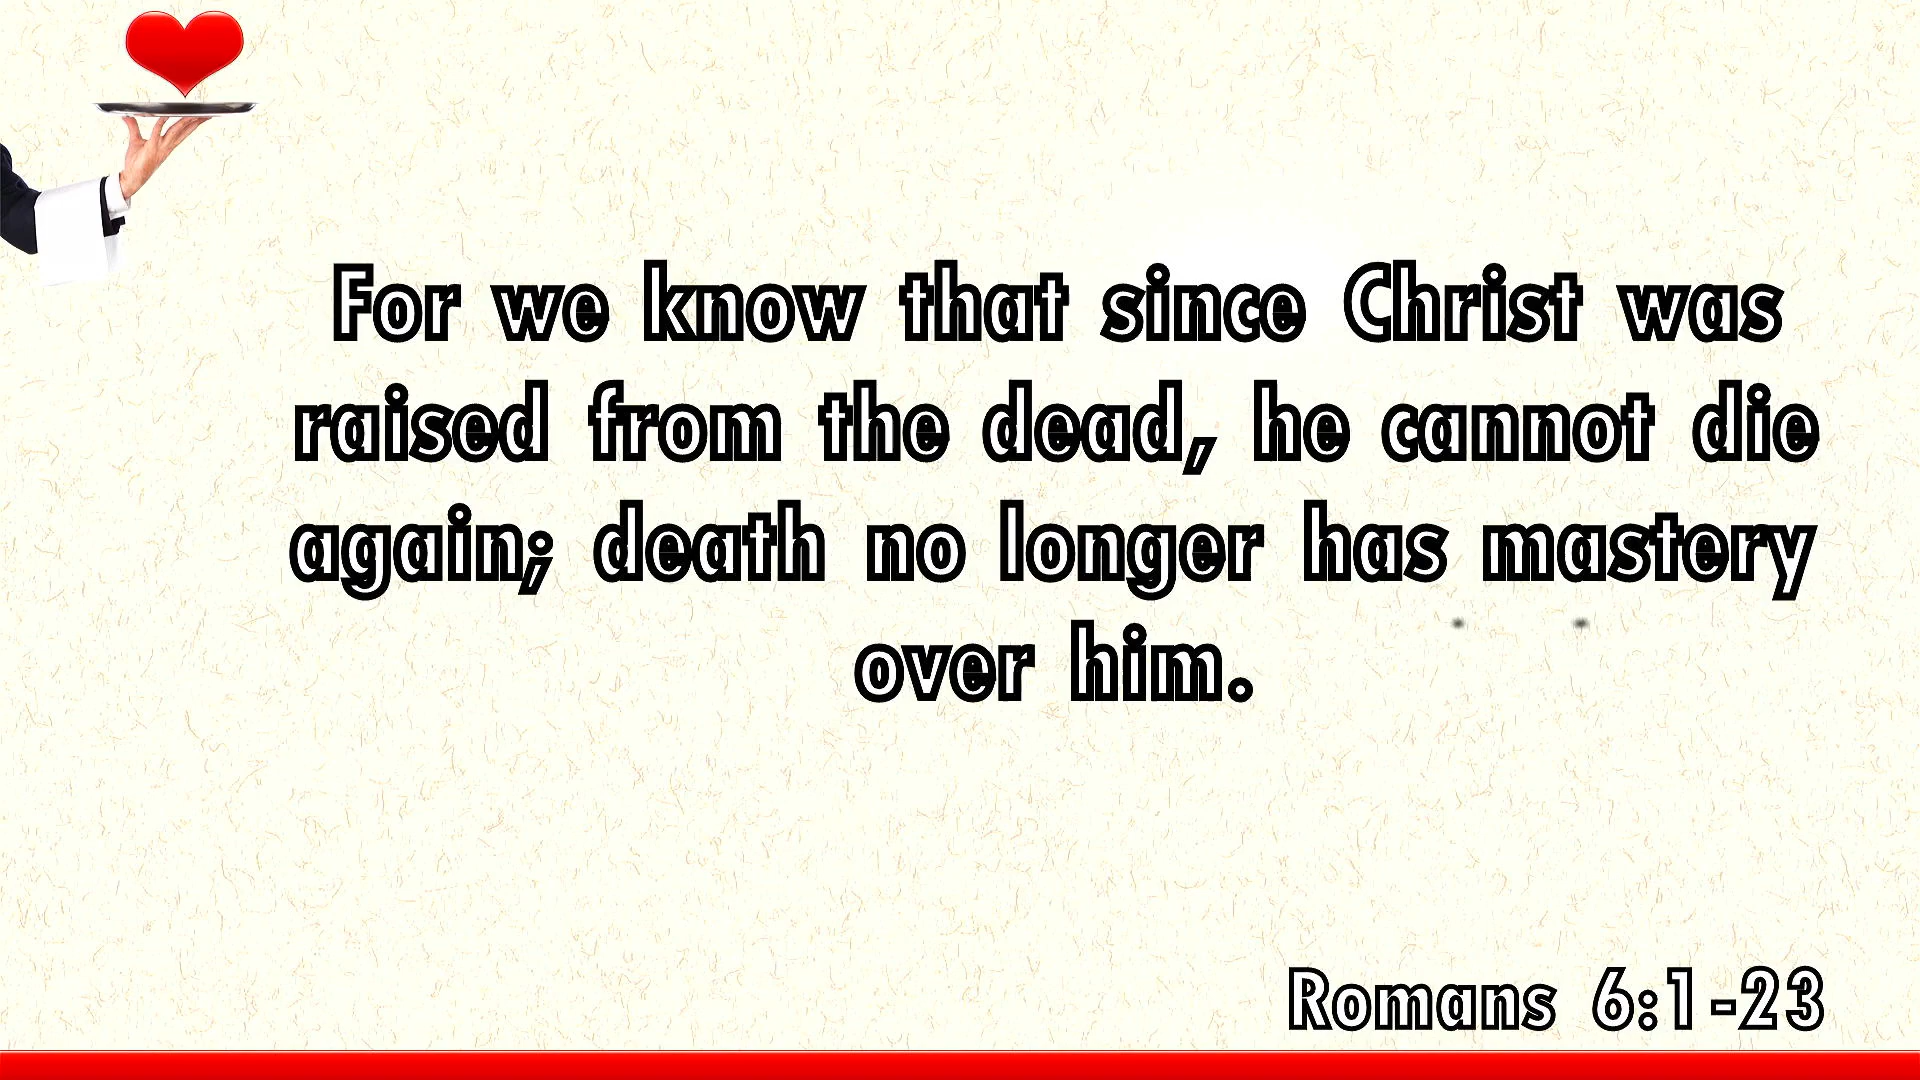 For we know that since Christ was
raised from the dead, he cannot die
again; death no longer has mastery
over him.
Romans 6:1-23